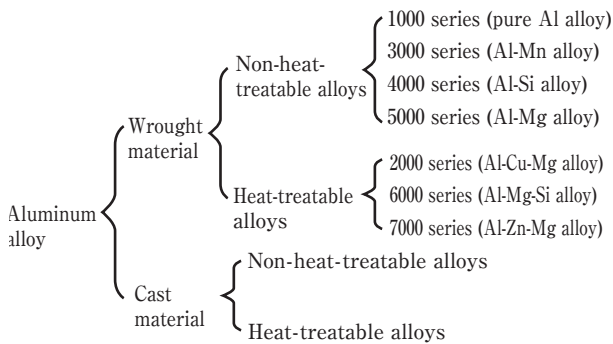 1000 series (pure Al alloy)
3000 series (Al-Mn alloy)
Non-heat-
treatable alloys
4000 series (Al-Si alloy)
5000 series (Al-Mg alloy)
Wrought
material
2000 series (Al-Cu-Mg alloy)
Heat-treatable
alloys
6000 series (Al-Mg-Si alloy)
7000 series (Al-Zn-Mg alloy)
Aluminum
alloy
Non-heat-treatable alloys
Cast
material
Heat-treatable alloys